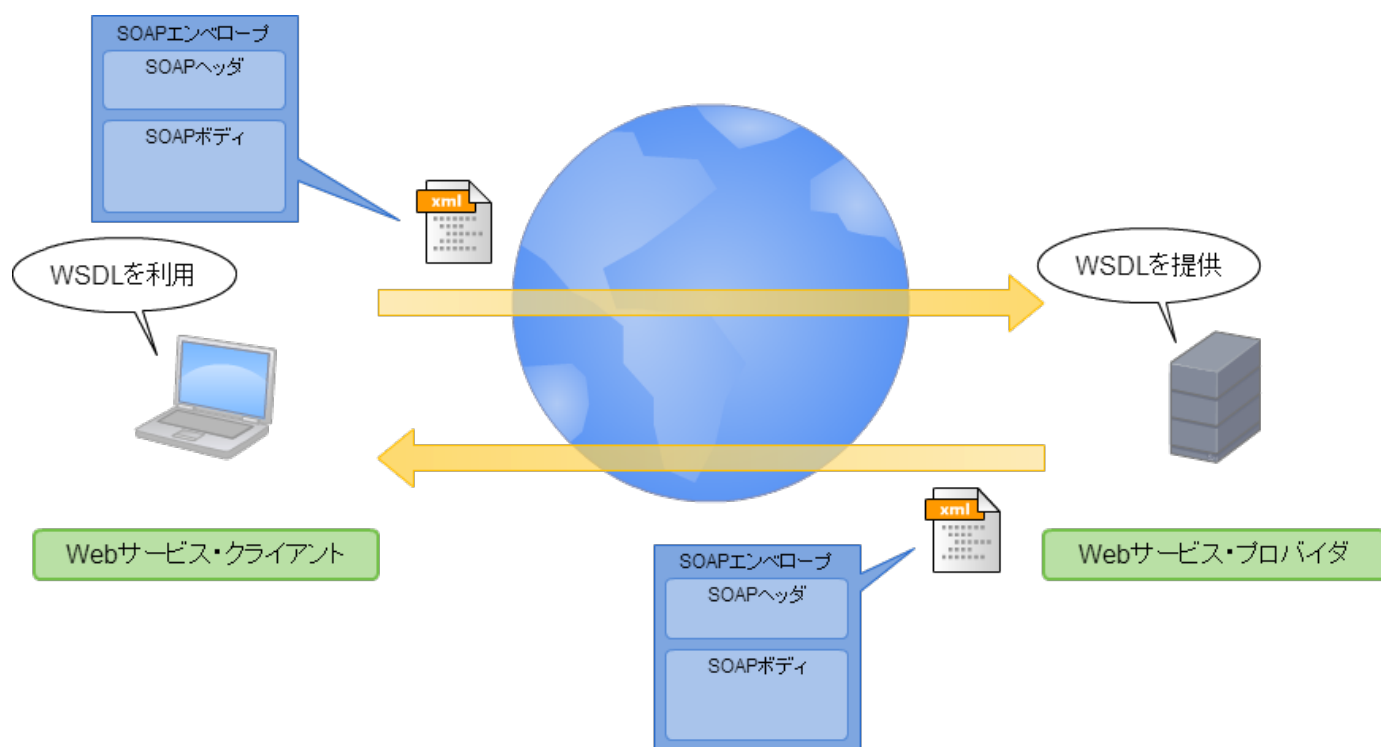 SOAPエンベロープ
SOAPヘッダ
SOAPボディ
xml
WSDLを利用
WSDLを提供
Webサービス・クライアント
Webサービス・プロバイダ
xml
SOAPエンベロープ
SOAPヘッダ
SOAPボディ